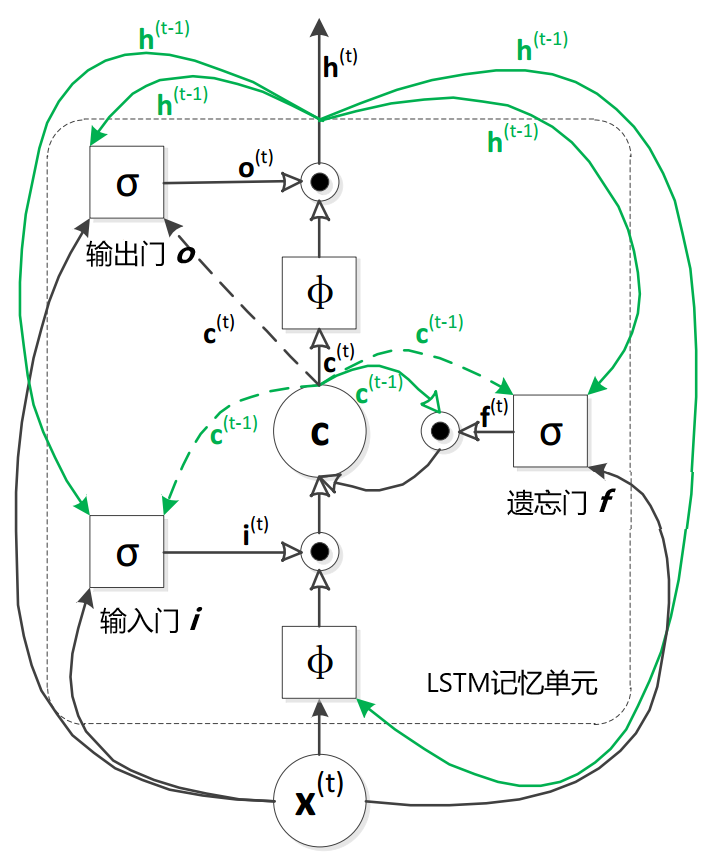 h(t-1)
h(t-1)
h(t)
h(t-1)
h(t-1)
σ
o(t)
输出门 o
ϕ
c(t)
c(t)
c(t-1)
c(t-1)
c(t-1)
c
f(t)
σ
遗忘门 f
σ
i(t)
输入门 i
ϕ
LSTM记忆单元
x(t)